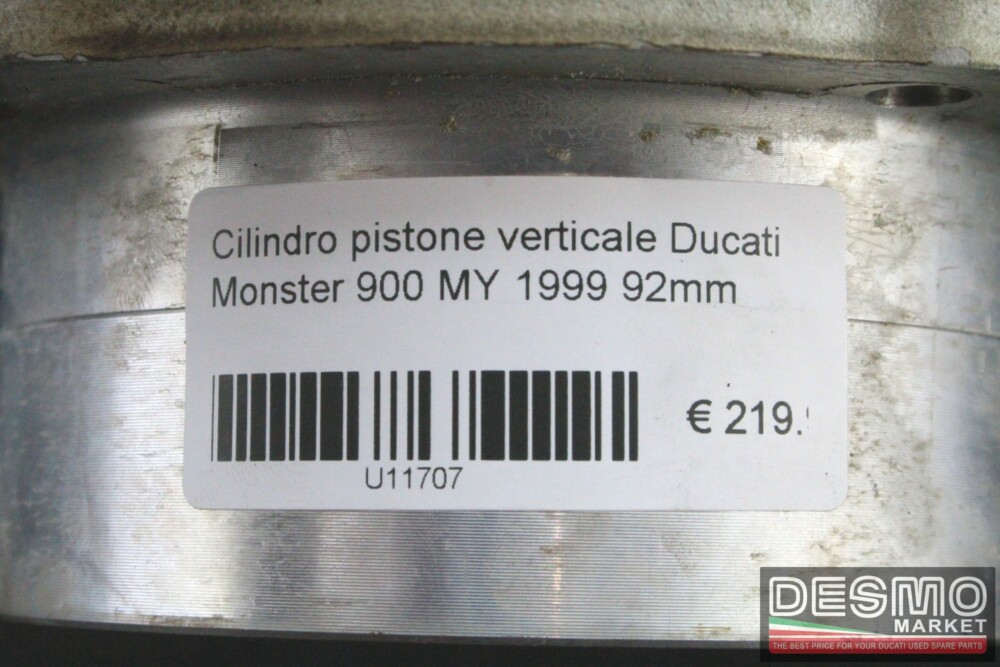 Cilindro pistone verticale Ducati
Monster 900 MY 1999 92mm
€ 219.
U11707
DESMO
MARKET
THE BEST PRICE FOR YOUR DUCATI USED SPARE PARTS